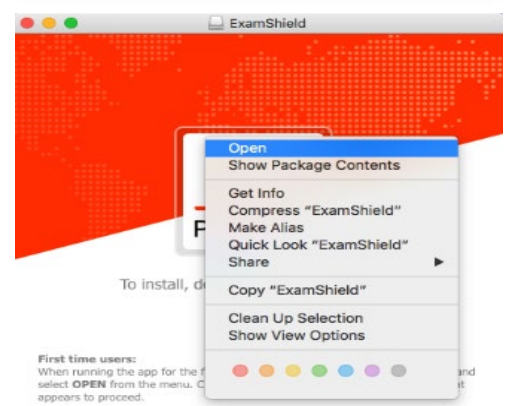 ExamShield
Open
Show Package Contents
Get Info
Compress “ExamShield”
Make Alias
Quick Look “ExamShield”
Share
Copy “ExamShield”
Clean Up Selection
Show View Options
P
To install, d
First time users:
When running the app for the f
and
select OPEN from the menu. C
t
appears to proceed.